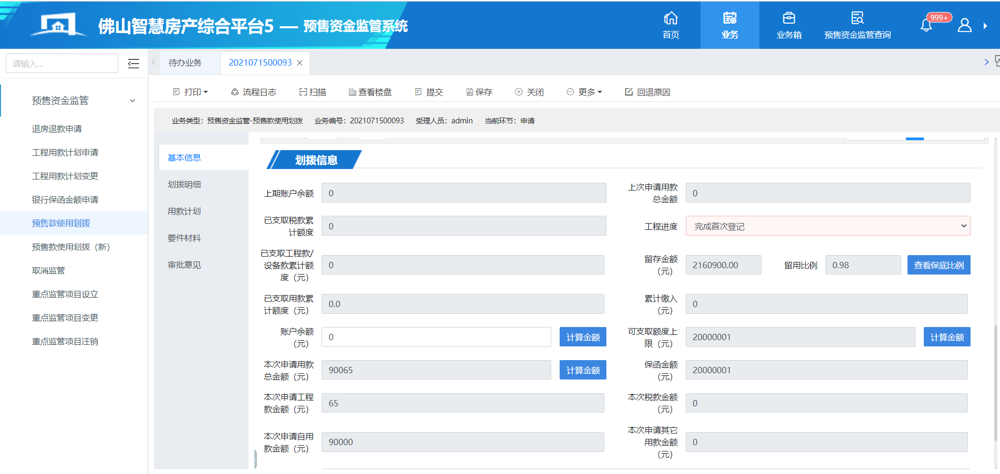 佛山智慧房产综合平台5 — 预售资金监管系统
首页
业务
业务箱
预售资金监管查询
999+
请输入...
待办业务
2021071500093
预售资金监管
退房退款申请
工程用款计划申请
工程用款计划变更
银行保函金额申请
预售款使用划拨
预售款使用划拨（新）
取消监管
重点监管项目设立
重点监管项目变更
重点监管项目注销
打印
流程日志
扫描
查看楼盘
提交
保存
关闭
更多
回退原因
业务类型：预售资金监管-预售款使用划拨 业务编号：2021071500093 受理人员：admin 当前环节：申请
基本信息
划拨明细
用款计划
要件材料
审批意见
划拨信息
上期账户余额
0
上次申请用款
总金额
0
已支取税款累
计额度
0
工程进度
完成首次登记
已支取工程款/
设备款累计额
度（元）
0
留存金额
（元）
2160900.00
留用比例
0.98
查看保底比例
已支取用款累
计额度（元）
0.0
累计缴入
（元）
0
账户余额
（元）
0
计算金额
可支取额度上
限（元）
20000001
计算金额
本次申请用款
总金额（元）
90065
计算金额
保函金额
（元）
20000001
本次申请工程
款金额（元）
65
本次税款金额
（元）
0
本次申请自用
款金额（元）
90000
本次申请其它
用款金额
（元）
0